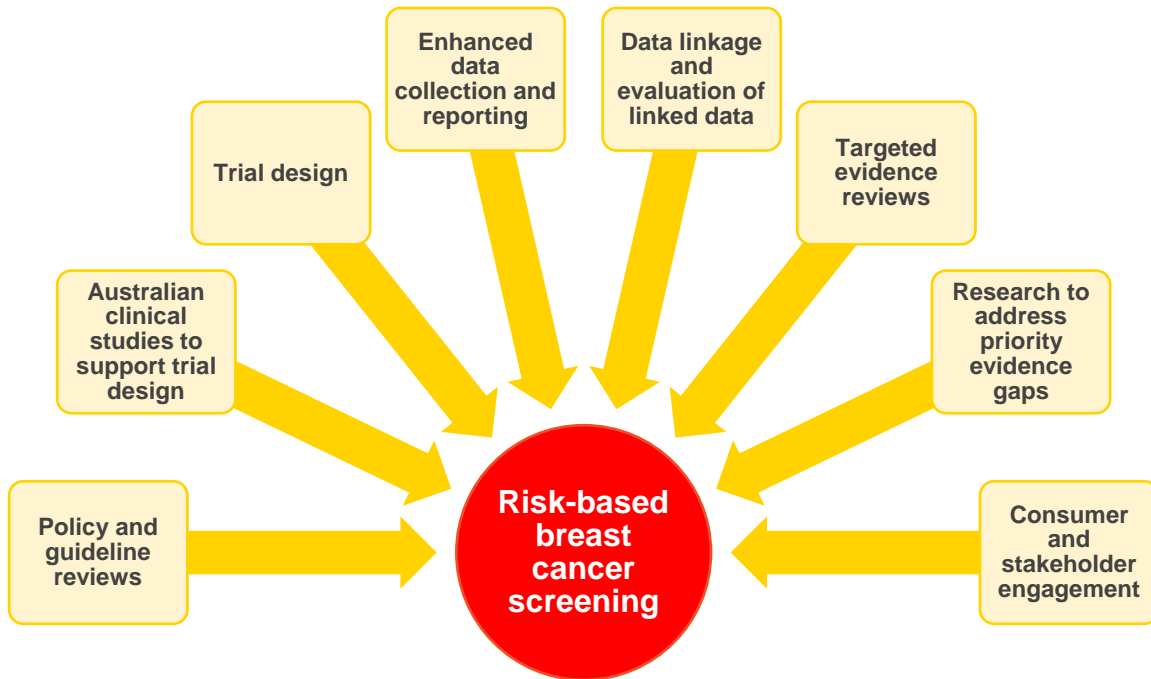 Policy and
guideline
reviews
Australian
clinical
studies to
support trial
design
Trial design
Enhanced
data
collection and
reporting
Data linkage
and
evaluation of
linked data
Targeted
evidence
reviews
Research to
address
priority
evidence
gaps
Consumer
and
stakeholder
engagement
Risk-based
breast
cancer
screening